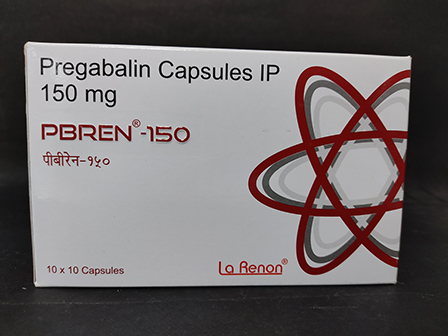 Pregabalin Capsules IP
150 mg
PBREN®-150
पीबीरेन-१५०
10 x 10 Capsules
La Renon®